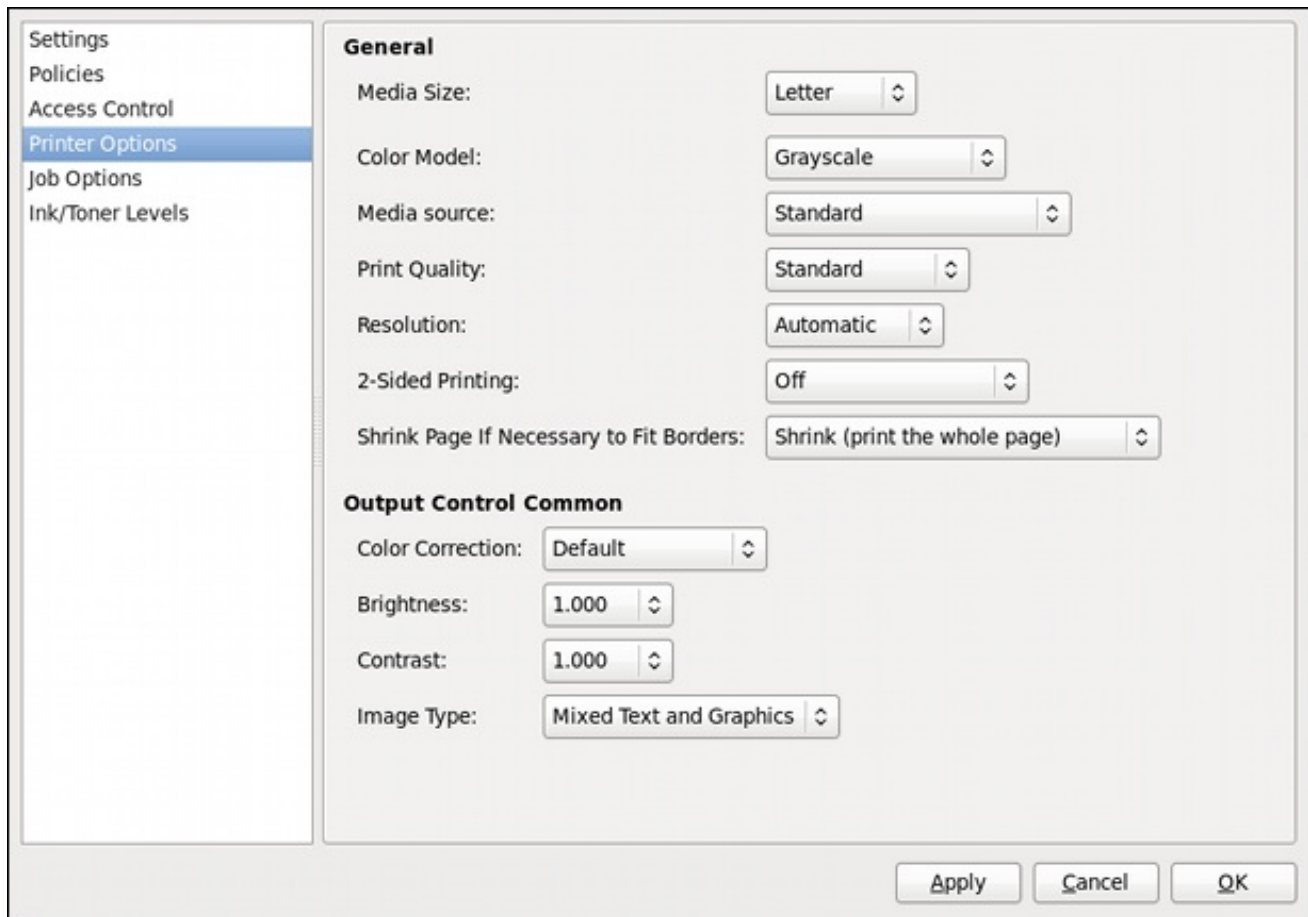 Settings
Policies
Access Control
Printer Options
Job Options
Ink/Toner Levels
General
Media Size: Letter
Color Model: Grayscale
Media source: Standard
Print Quality: Standard
Resolution: Automatic
2-Sided Printing: Off
Shrink Page If Necessary to Fit Borders: Shrink (print the whole page)
Output Control Common
Color Correction: Default
Brightness: 1.000
Contrast: 1.000
Image Type: Mixed Text and Graphics
Apply Cancel OK